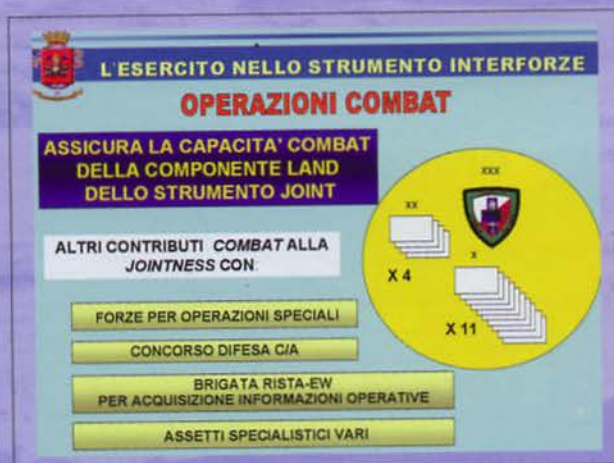 L'ESERCITO NELLO STRUMENTO INTERFORZE
OPERAZIONI COMBAT
ASSICURA LA CAPACITA' COMBAT
DELLA COMPONENTE LAND
DELLO STRUMENTO JOINT
ALTRI CONTRIBUTI COMBAT ALLA
JOINTNESS CON:
FORZE PER OPERAZIONI SPECIALI
CONCORSO DIFESA C/A
BRIGATA RISTA-EW
PER ACQUISIZIONE INFORMAZIONI OPERATIVE
ASSETTI SPECIALISTICI VARI
XXX
XX
X 4
X
X 11